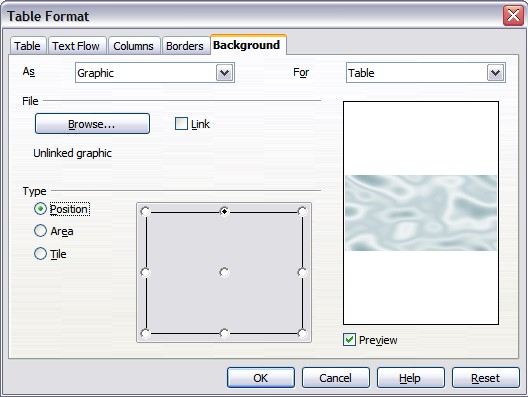 Table Format
Table Text Flow Columns Borders Background
As Graphic For Table
File
Browse... Link
Unlinked graphic
Type
Position
Area
Tile
Preview
OK Cancel Help Reset